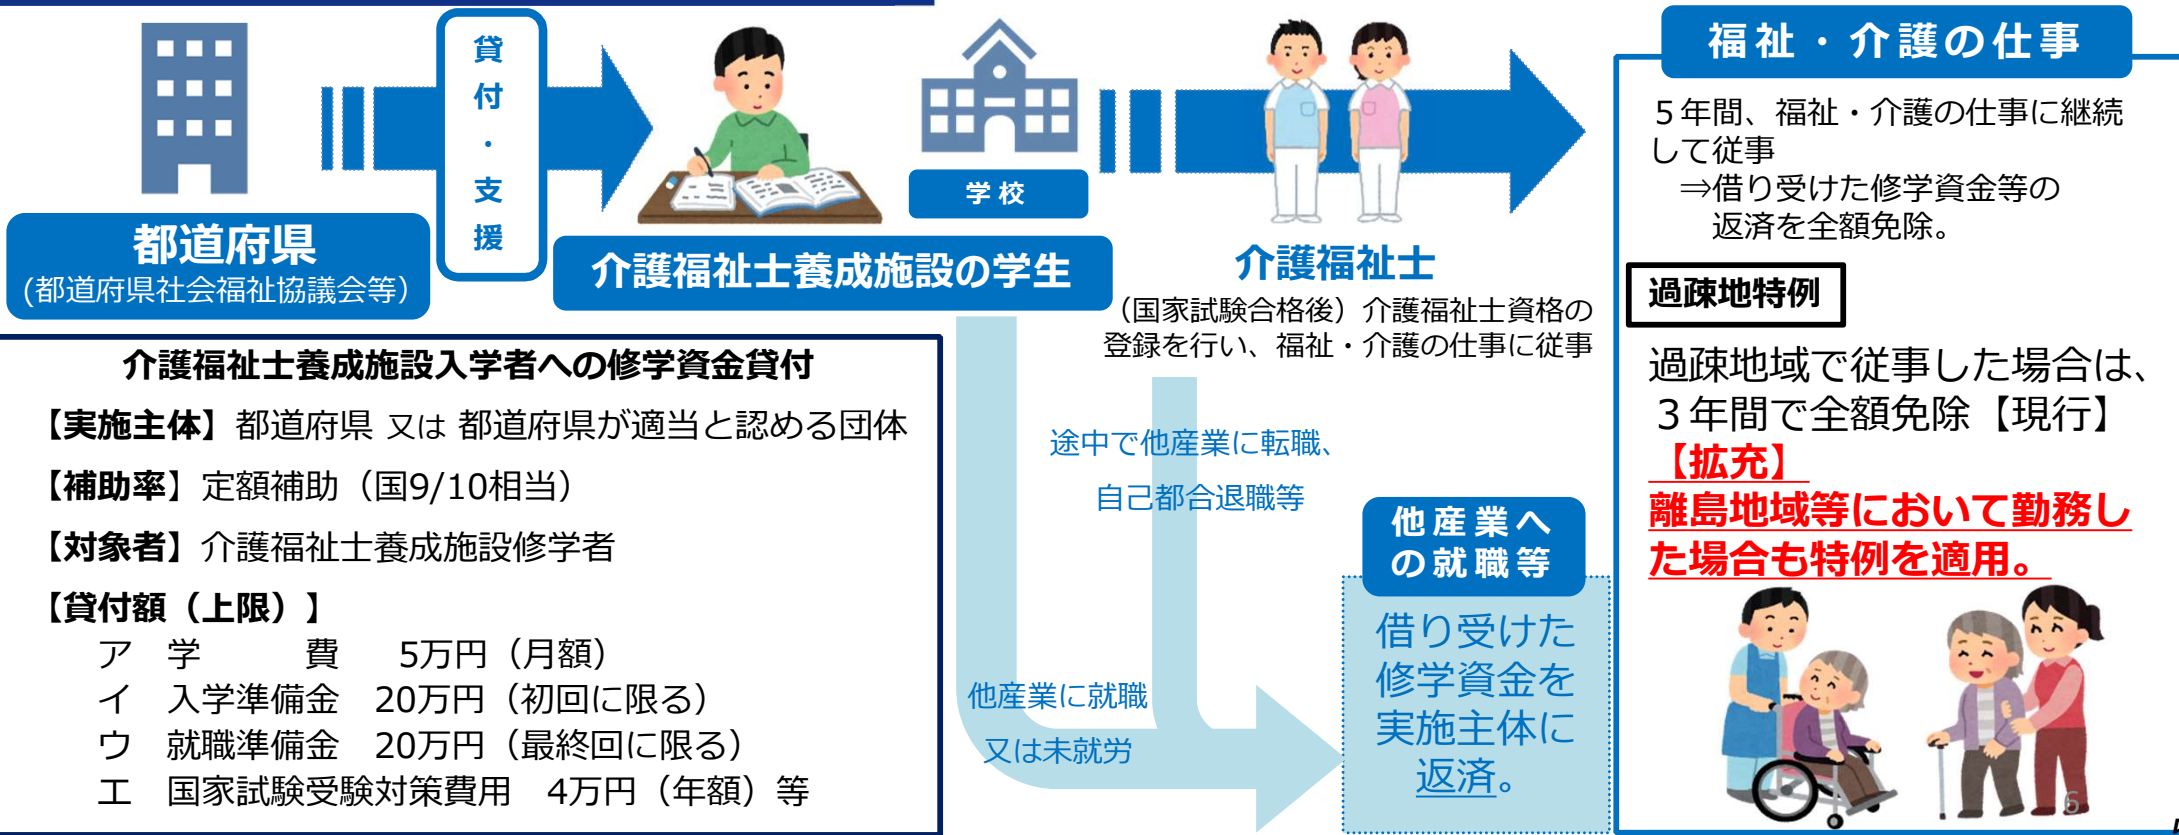 都道府県
(都道府県社会福祉協議会等)
貸付・支援
学校
介護福祉士養成施設の学生
介護福祉士
（国家試験合格後）介護福祉士資格の
登録を行い、福祉・介護の仕事に従事
介護福祉士養成施設入学者への修学資金貸付
【実施主体】都道府県 又は 都道府県が適当と認める団体
【補助率】定額補助（国9/10相当）
【対象者】介護福祉士養成施設修学者
【貸付額（上限）】
ア 学　　　費　 5万円（月額）
イ 入学準備金　20万円（初回に限る）
ウ 就職準備金　20万円（最終回に限る）
エ 国家試験受験対策費用　4万円（年額）等
途中で他産業に転職、
自己都合退職等
他産業に就職
又は未就労
他産業へ
の就職等
借り受けた
修学資金を
実施主体に
返済。
福祉・介護の仕事
５年間、福祉・介護の仕事に継続
して従事
⇒借り受けた修学資金等の
返済を全額免除。
過疎地特例
過疎地域で従事した場合は、
３年間で全額免除【現行】
【拡充】
離島地域等において勤務し
た場合も特例を適用。
6